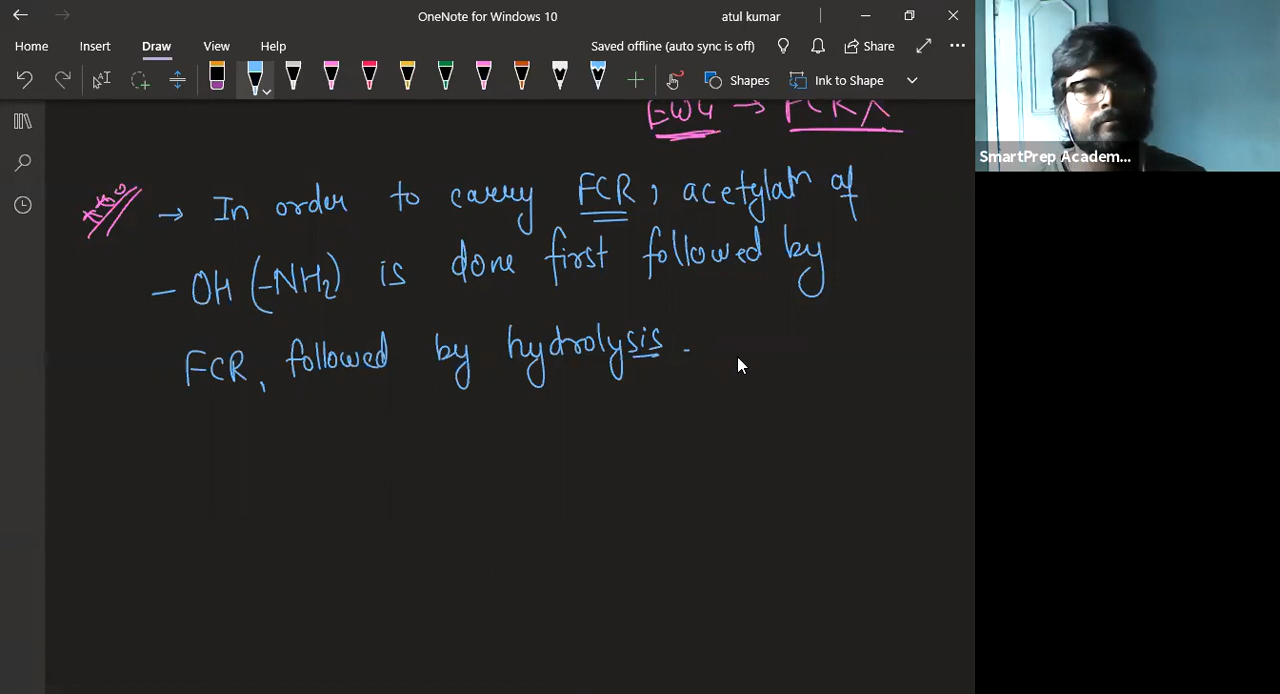 OneNote for Windows 10
atul kumar
Home Insert Draw View Help
Saved offline (auto sync is off)
Share
Shapes
Ink to Shape
EWG → FCR X
SmartPrep Academ...
→ In order to carry FCR, acetylatn of
- OH (-NH2) is done first followed by
FCR, followed by hydrolysis.